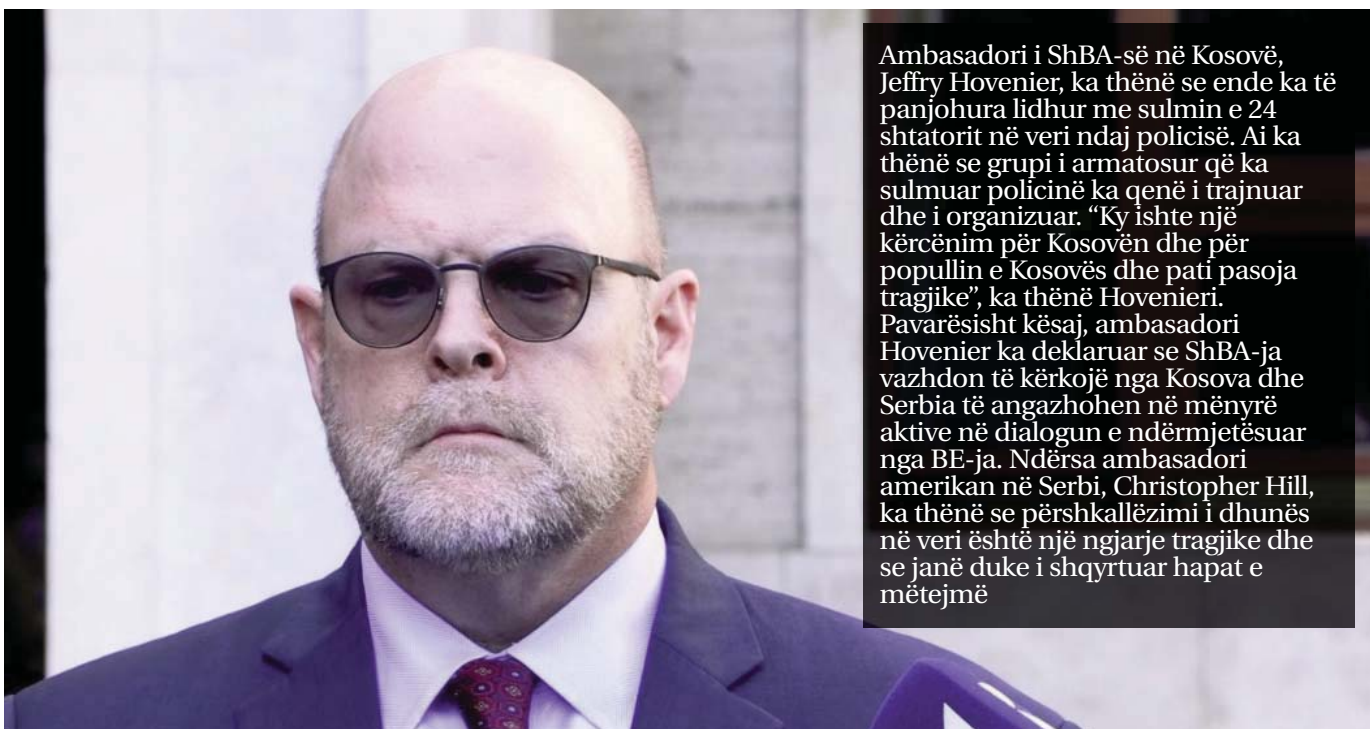 Ambasadori i ShBA-së në Kosovë,
Jeffry Hovenier, ka thënë se ende ka të
panjohura lidhur me sulmin e 24
shtatorit në veri ndaj policisë. Ai ka
thënë se grupi i armatosur që ka
sulmuar policinë ka qenë i trajnuar
dhe i organizuar. “Ky ishte një
kërcënim për Kosovën dhe për
popullin e Kosovës dhe pati pasoja
tragjike”, ka thënë Hovenieri.
Pavarësisht kësaj, ambasadori
Hovenier ka deklaruar se ShBA-ja
vazhdon të kërkojë nga Kosova dhe
Serbia të angazhohen në mënyrë
aktive në dialogun e ndërmjetësuar
nga BE-ja. Ndërsa ambasadori
amerikan në Serbi, Christopher Hill,
ka thënë se përshkallëzimi i dhunës
në veri është një ngjarje tragjike dhe
se janë duke i shqyrtuar hapat e
mëtejmë